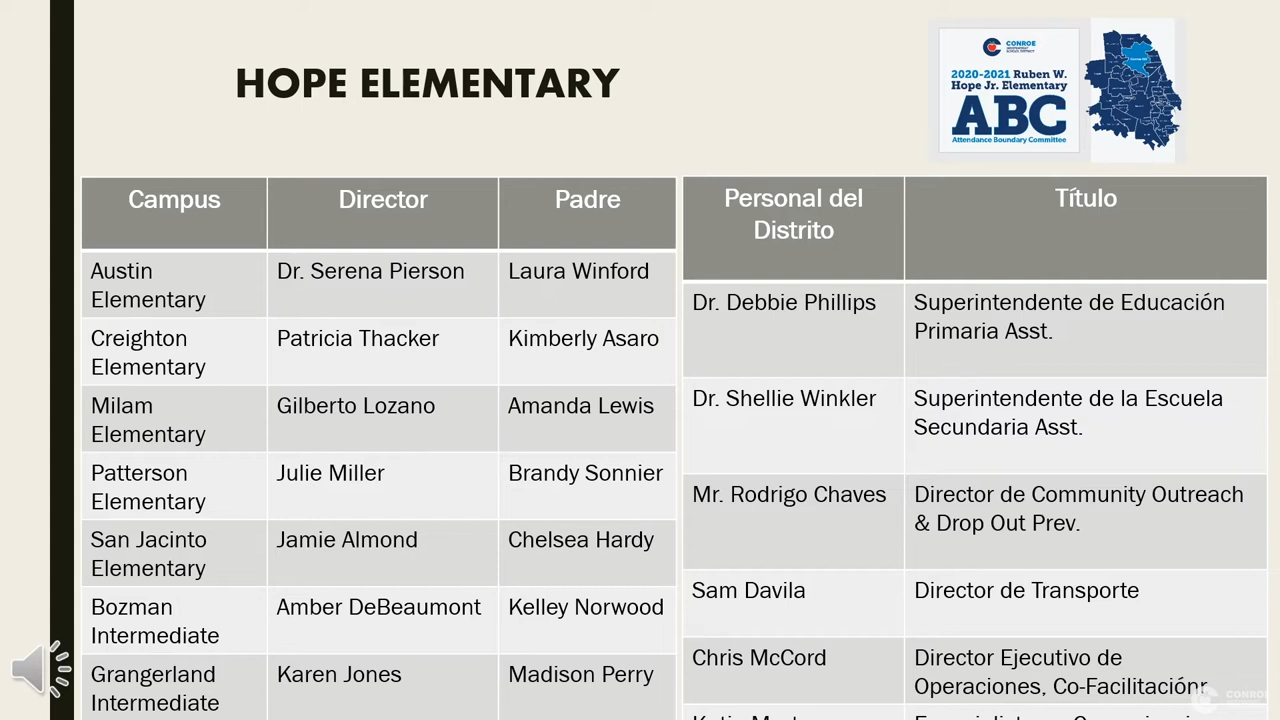 HOPE ELEMENTARY
CONROE
INDEPENDENT
SCHOOL DISTRICT
2020-2021 Ruben W.
Hope Jr. Elementary
ABC
Attendance Boundary Committee
Campus Director Padre
Austin Elementary Dr. Serena Pierson Laura Winford
Creighton Elementary Patricia Thacker Kimberly Asaro
Milam Elementary Gilberto Lozano Amanda Lewis
Patterson Elementary Julie Miller Brandy Sonnier
San Jacinto Elementary Jamie Almond Chelsea Hardy
Bozman Intermediate Amber DeBeaumont Kelley Norwood
Grangerland Intermediate Karen Jones Madison Perry
Personal del Distrito Título
Dr. Debbie Phillips Superintendente de Educación Primaria Asst.
Dr. Shellie Winkler Superintendente de la Escuela Secundaria Asst.
Mr. Rodrigo Chaves Director de Community Outreach & Drop Out Prev.
Sam Davila Director de Transporte
Chris McCord Director Ejecutivo de Operaciones, Co-Facilitaciónr
CONROE